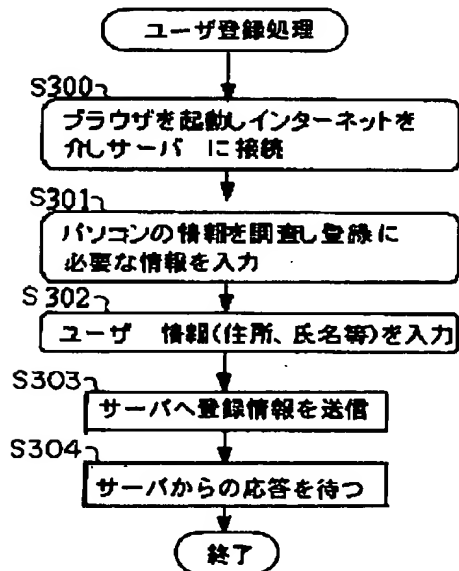 ユーザ登録処理
S300
ブラウザを起動しインターネットを
介しサーバ に接続
S301
パソコンの情報を調査し登録に
必要な情報を入力
S302
ユーザ 情報(住所、氏名等)を入力
S303
サーバへ登録情報を送信
S304
サーバからの応答を待つ
終了